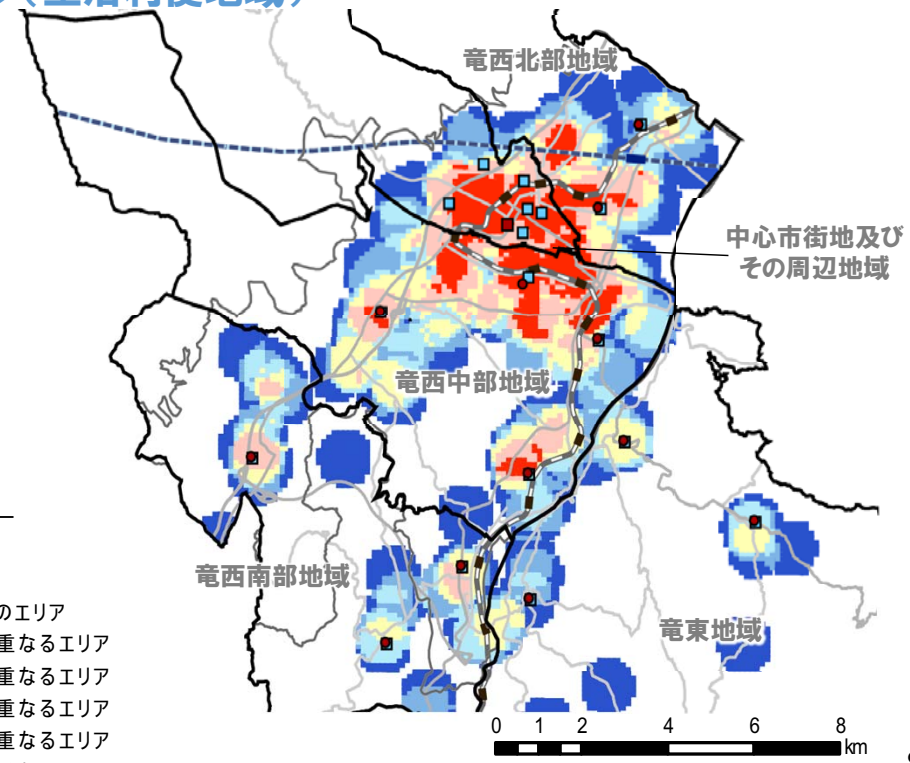 竜西北部地域
中心市街地及び
その周辺地域
竜西中部地域
竜西南部地域
竜東地域
のエリア
重なるエリア
重なるエリア
重なるエリア
重なるエリア
0 1 2 4 6 8
km